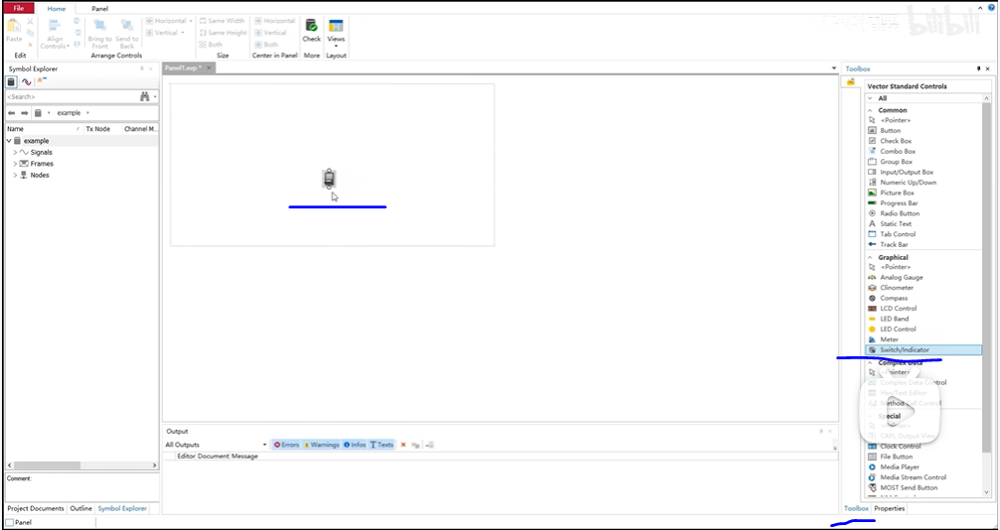 File Home Panel
Paste
Edit
Align
Controls
Bring to
Front
Send to
Back
Arrange Controls
Horizontal
Vertical
Same Width
Same Height
Both
Size
Horizontal
Vertical
Both
Center in Panel
Check
More
Views
Layout
bilibili
Symbol Explorer
<Search>
example
Name / Tx Node Channel M...
example
Signals
Frames
Nodes
Comment:
Project Documents Outline Symbol Explorer
Panel
Panel1.xvp *
Output
All Outputs Errors Warnings Infos Texts
Editor Document Message
Toolbox
Vector Standard Controls
All
Common
<Pointer>
Button
Check Box
Combo Box
Group Box
Input/Output Box
Numeric Up/Down
Picture Box
Progress Bar
Radio Button
Static Text
Tab Control
Track Bar
Graphical
<Pointer>
Analog Gauge
Clinometer
Compass
LCD Control
LED Band
LED Control
Meter
Switch/Indicator
Complex Data
<Pointer>
Complex Data Control
Hex/Text Editor
Method Call Control
Special
<Pointer>
CAPL Output View
Clock Control
File Button
Media Player
Media Stream Control
MOST Send Button
Toolbox Properties